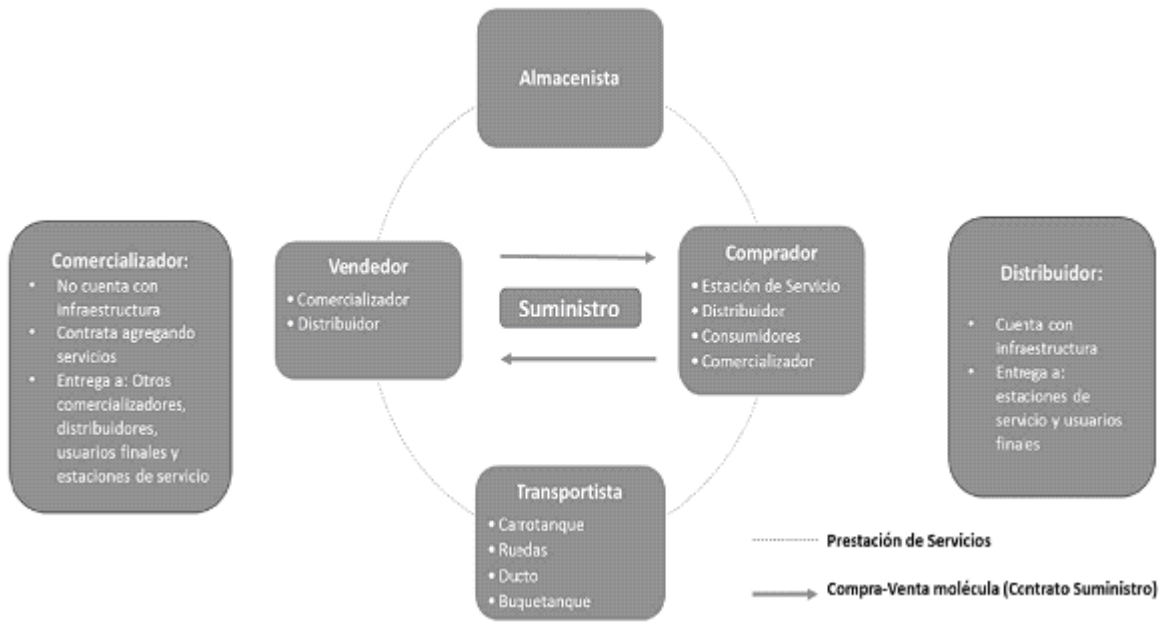 Almacenista
Comercializador:
• No cuenta con
infraestructura
• Contrata agregando
servicios
• Entrega a: Otros
comercializadores,
distribuidores,
usuarios finales y
estaciones de servicio
Vendedor
• Comercializador
• Distribuidor
Suministro
Comprador
• Estación de Servicio
• Distribuidor
• Consumidores
• Comercializador
Distribuidor:
• Cuenta con
infraestructura
• Entrega a:
estaciones de
servicio y usuarios
finales
Transportista
• Carrotanque
• Ruedas
• Ducto
• Buquetanque
Prestación de Servicios
Compra-Venta molécula (Contrato Suministro)